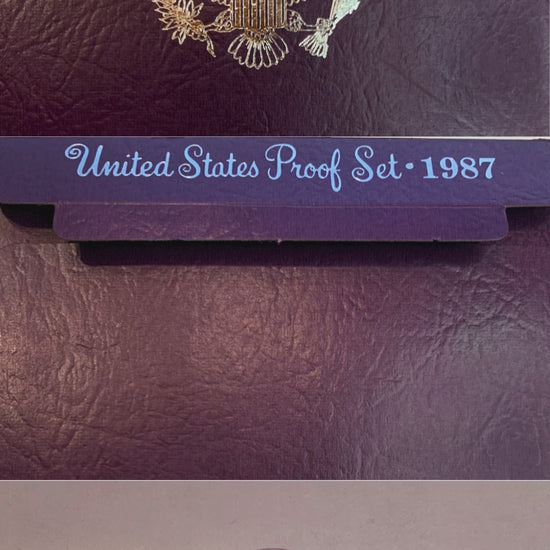 United States Proof Set • 1987